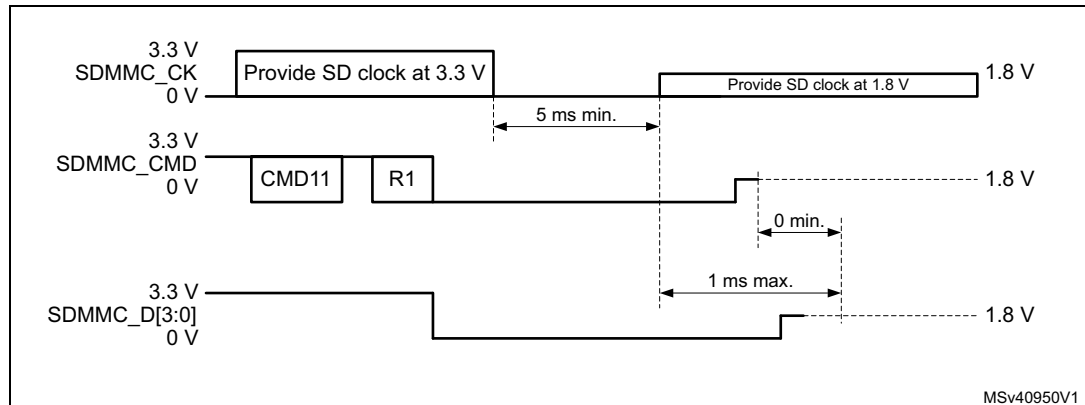 3.3 V
SDMMC_CK
0 V
Provide SD clock at 3.3 V
Provide SD clock at 1.8 V
1.8 V
5 ms min.
3.3 V
SDMMC_CMD
0 V
CMD11
R1
1.8 V
0 min.
1 ms max.
3.3 V
SDMMC_D[3:0]
0 V
1.8 V
MSv40950V1